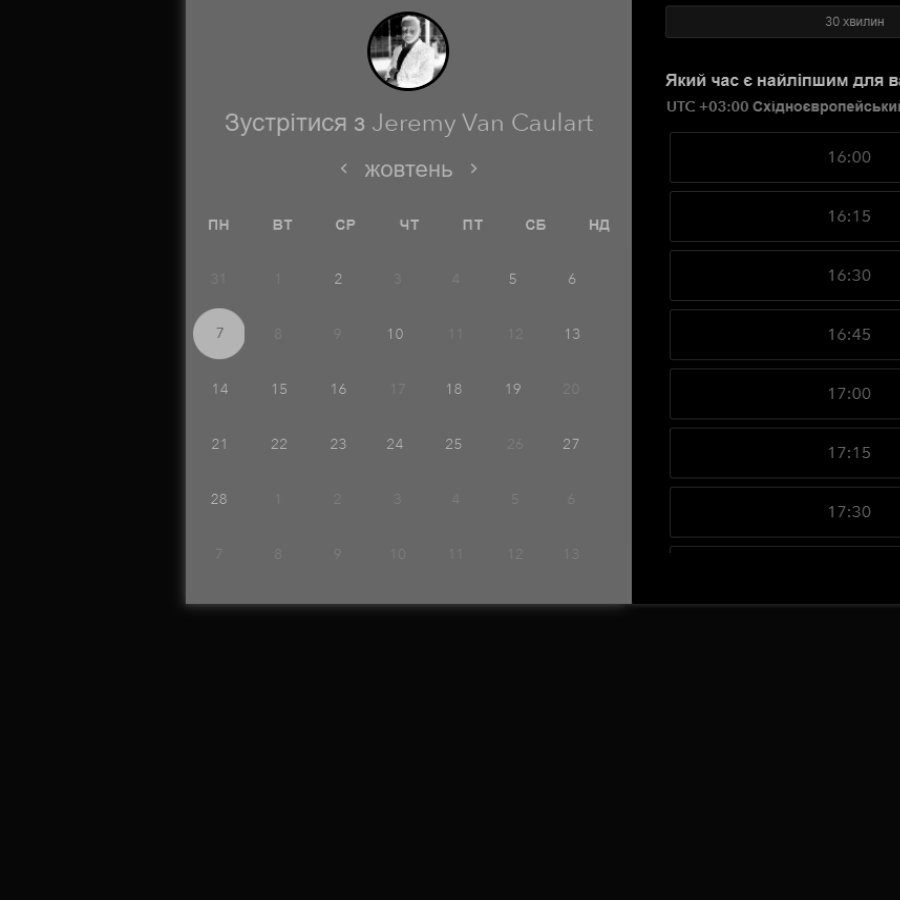 Зустрітися з Jeremy Van Caulart
жовтень
ПН ВТ СР ЧТ ПТ СБ НД
31 1 2 3 4 5 6
7 8 9 10 11 12 13
14 15 16 17 18 19 20
21 22 23 24 25 26 27
28 1 2 3 4 5 6
7 8 9 10 11 12 13
30 хвилин
Який час є найліпшим для
UTC +03:00
16:00
16:15
16:30
16:45
17:00
17:15
17:30